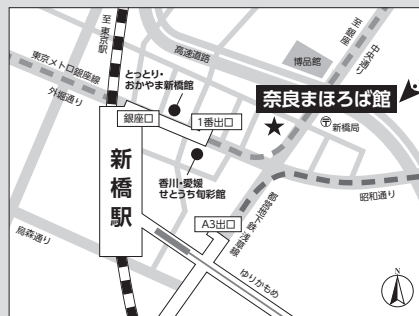 至 東京駅
東京メトロ銀座線
外堀通り
とっとり・
おかやま新橋館
高速道路
博品館
至 銀座
中央通り
奈良まほろば館
銀座口
1番出口
新橋局
新橋駅
香川・愛媛
せとうち旬彩館
昭和通り
烏森通り
A3出口
都営地下鉄浅草線
ゆりかもめ
N